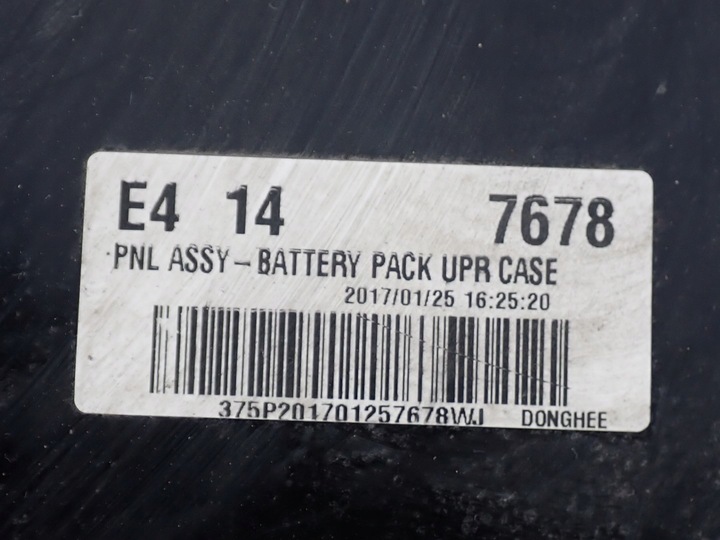 E4 14 7678
PNL ASSY-BATTERY PACK UPR CASE
2017/01/25 16:25:20
375P201701257678WJ DONGHEE